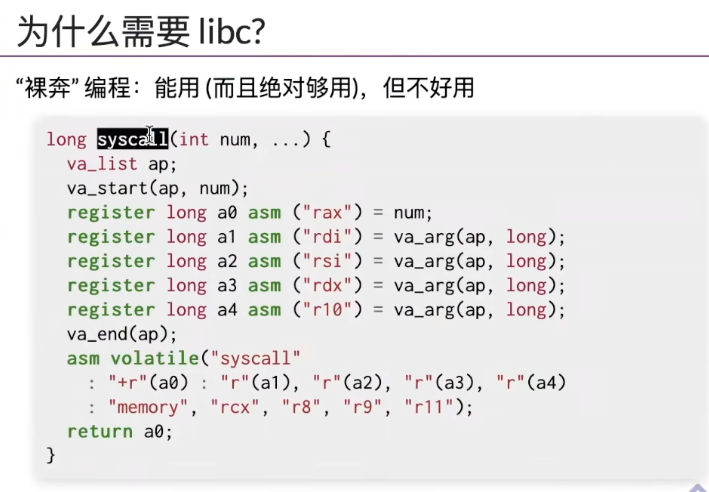 为什么需要 libc?
“裸奔” 编程：能用 (而且绝对够用)，但不好用
long syscall(int num, ...) {
  va_list ap;
  va_start(ap, num);
  register long a0 asm ("rax") = num;
  register long a1 asm ("rdi") = va_arg(ap, long);
  register long a2 asm ("rsi") = va_arg(ap, long);
  register long a3 asm ("rdx") = va_arg(ap, long);
  register long a4 asm ("r10") = va_arg(ap, long);
  va_end(ap);
  asm volatile("syscall"
    : "+r"(a0) : "r"(a1), "r"(a2), "r"(a3), "r"(a4)
    : "memory", "rcx", "r8", "r9", "r11");
  return a0;
}